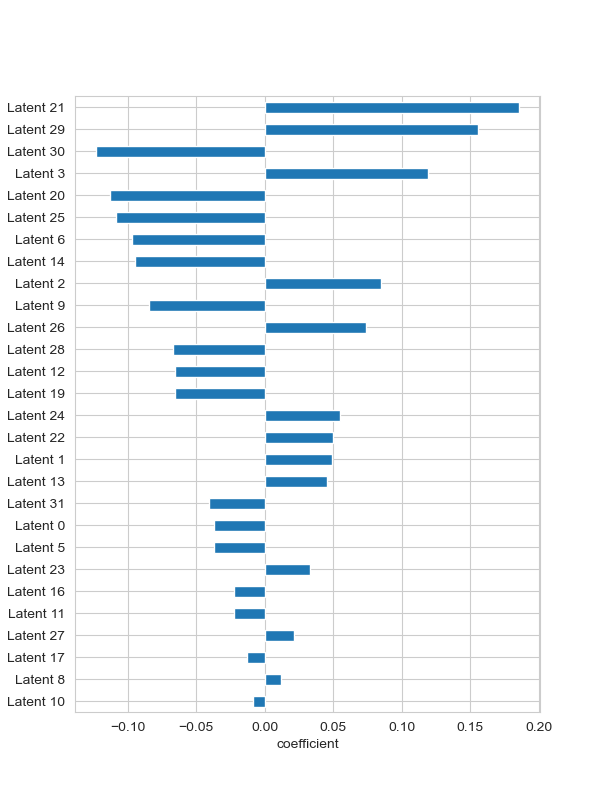 Latent 21
Latent 29
Latent 30
Latent 3
Latent 20
Latent 25
Latent 6
Latent 14
Latent 2
Latent 9
Latent 26
Latent 28
Latent 12
Latent 19
Latent 24
Latent 22
Latent 1
Latent 13
Latent 31
Latent 0
Latent 5
Latent 23
Latent 16
Latent 11
Latent 27
Latent 17
Latent 8
Latent 10
−0.10 −0.05 0.00 0.05 0.10 0.15 0.20
coefficient